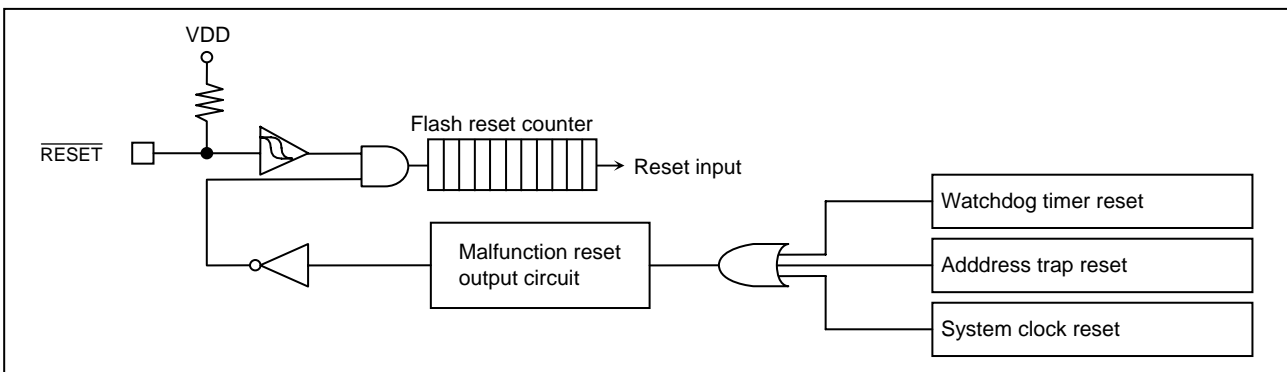 VDD
Flash reset counter
RESET
Reset input
Watchdog timer reset
Malfunction reset
output circuit
Adddress trap reset
System clock reset